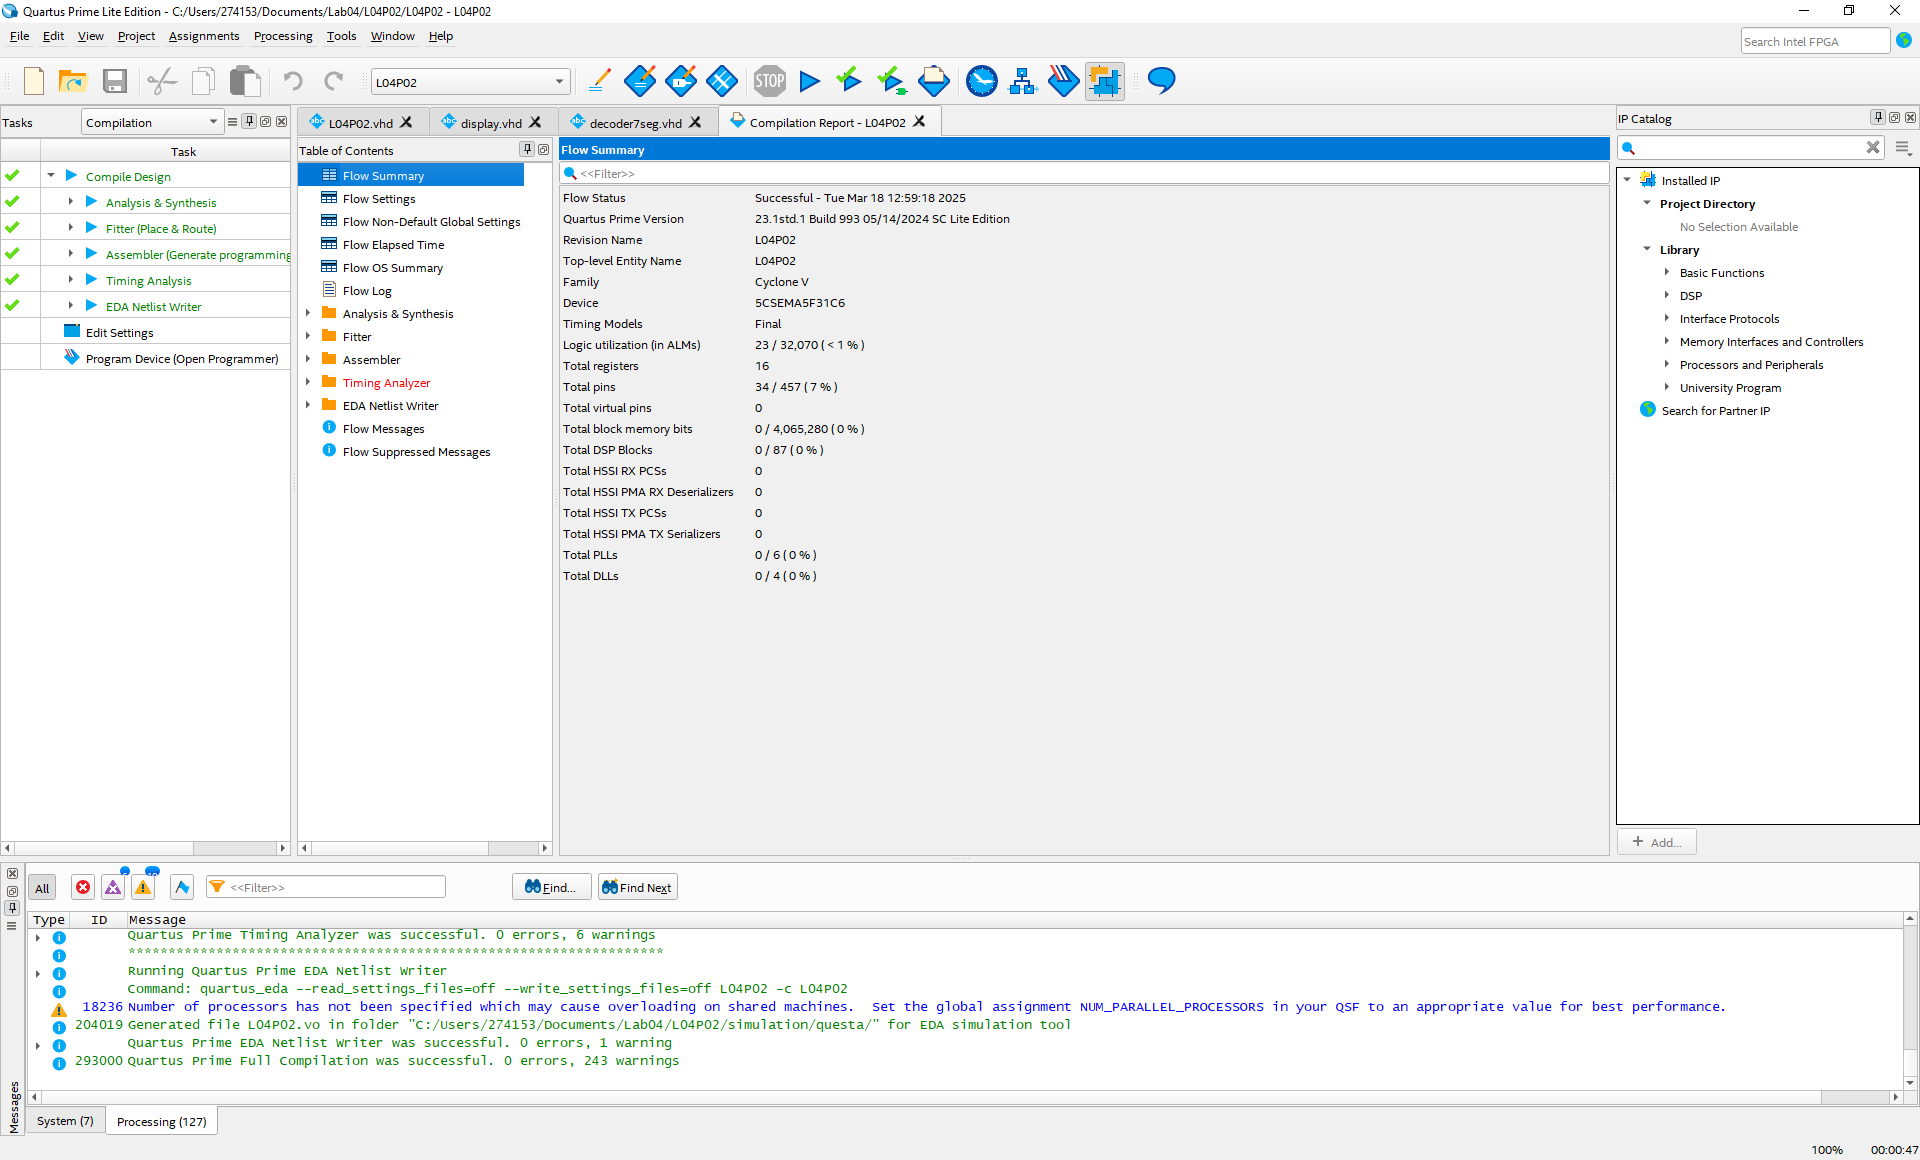 Quartus Prime Lite Edition - C:/Users/274153/Documents/Lab04/L04P02/L04P02 - L04P02
File Edit View Project Assignments Processing Tools Window Help
Search Intel FPGA
L04P02
STOP
Tasks Compilation
Task
Compile Design
Analysis & Synthesis
Fitter (Place & Route)
Assembler (Generate programming
Timing Analysis
EDA Netlist Writer
Edit Settings
Program Device (Open Programmer)
L04P02.vhd display.vhd decoder7seg.vhd Compilation Report - L04P02
Table of Contents
Flow Summary
Flow Settings
Flow Non-Default Global Settings
Flow Elapsed Time
Flow OS Summary
Flow Log
Analysis & Synthesis
Fitter
Assembler
Timing Analyzer
EDA Netlist Writer
Flow Messages
Flow Suppressed Messages
Flow Summary
<<Filter>>
Flow Status Successful - Tue Mar 18 12:59:18 2025
Quartus Prime Version 23.1std.1 Build 993 05/14/2024 SC Lite Edition
Revision Name L04P02
Top-level Entity Name L04P02
Family Cyclone V
Device 5CSEMA5F31C6
Timing Models Final
Logic utilization (in ALMs) 23 / 32,070 ( < 1 % )
Total registers 16
Total pins 34 / 457 ( 7 % )
Total virtual pins 0
Total block memory bits 0 / 4,065,280 ( 0 % )
Total DSP Blocks 0 / 87 ( 0 % )
Total HSSI RX PCSs 0
Total HSSI PMA RX Deserializers 0
Total HSSI TX PCSs 0
Total HSSI PMA TX Serializers 0
Total PLLs 0 / 6 ( 0 % )
Total DLLs 0 / 4 ( 0 % )
IP Catalog
Installed IP
Project Directory
No Selection Available
Library
Basic Functions
DSP
Interface Protocols
Memory Interfaces and Controllers
Processors and Peripherals
University Program
Search for Partner IP
+ Add...
All <<Filter>> Find... Find Next
Type ID Message
Quartus Prime Timing Analyzer was successful. 0 errors, 6 warnings
*******************************************************************
Running Quartus Prime EDA Netlist Writer
Command: quartus_eda --read_settings_files=off --write_settings_files=off L04P02 -c L04P02
18236 Number of processors has not been specified which may cause overloading on shared machines.  Set the global assignment NUM_PARALLEL_PROCESSORS in your QSF to an appropriate value for best performance.
204019 Generated file L04P02.vo in folder "C:/Users/274153/Documents/Lab04/L04P02/simulation/questa/" for EDA simulation tool
Quartus Prime EDA Netlist Writer was successful. 0 errors, 1 warning
293000 Quartus Prime Full Compilation was successful. 0 errors, 243 warnings
Messages
System (7) Processing (127)
100% 00:00:47